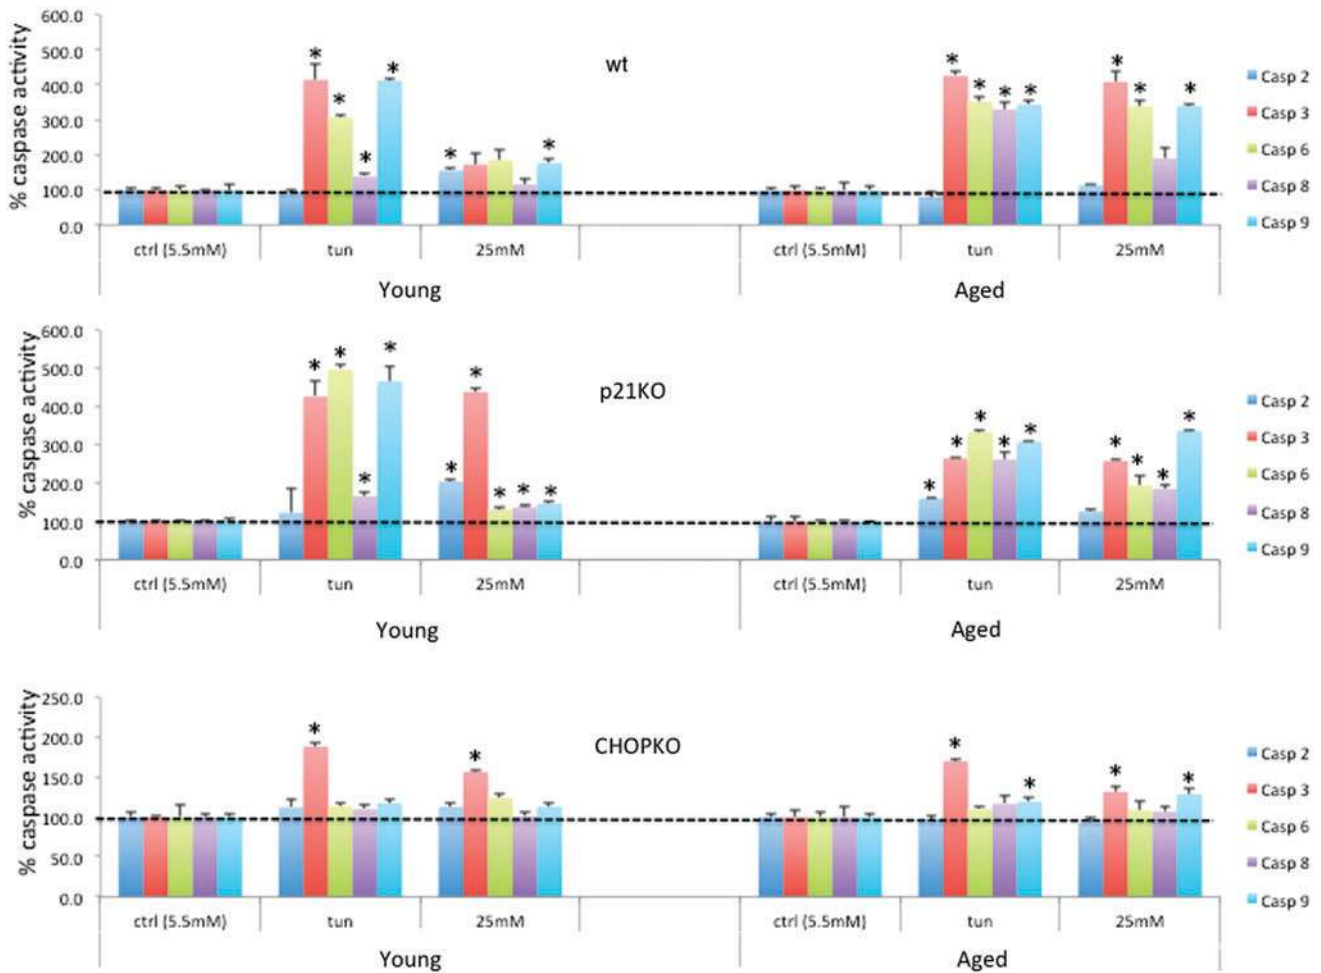 % caspase activity
600.0
500.0
400.0
300.0
200.0
100.0
0.0
wt
* * * * * * * * * * * * * *
Casp 2
Casp 3
Casp 6
Casp 8
Casp 9
ctrl (5.5mM) tun 25mM ctrl (5.5mM) tun 25mM
Young Aged
% caspase activity
600.0
500.0
400.0
300.0
200.0
100.0
0.0
p21KO
* * * * * * * * * * * * * * * * * *
Casp 2
Casp 3
Casp 6
Casp 8
Casp 9
ctrl (5.5mM) tun 25mM ctrl (5.5mM) tun 25mM
Young Aged
% caspase activity
250.0
200.0
150.0
100.0
50.0
0.0
CHOPKO
* * * * * *
Casp 2
Casp 3
Casp 6
Casp 8
Casp 9
ctrl (5.5mM) tun 25mM ctrl (5.5mM) tun 25mM
Young Aged